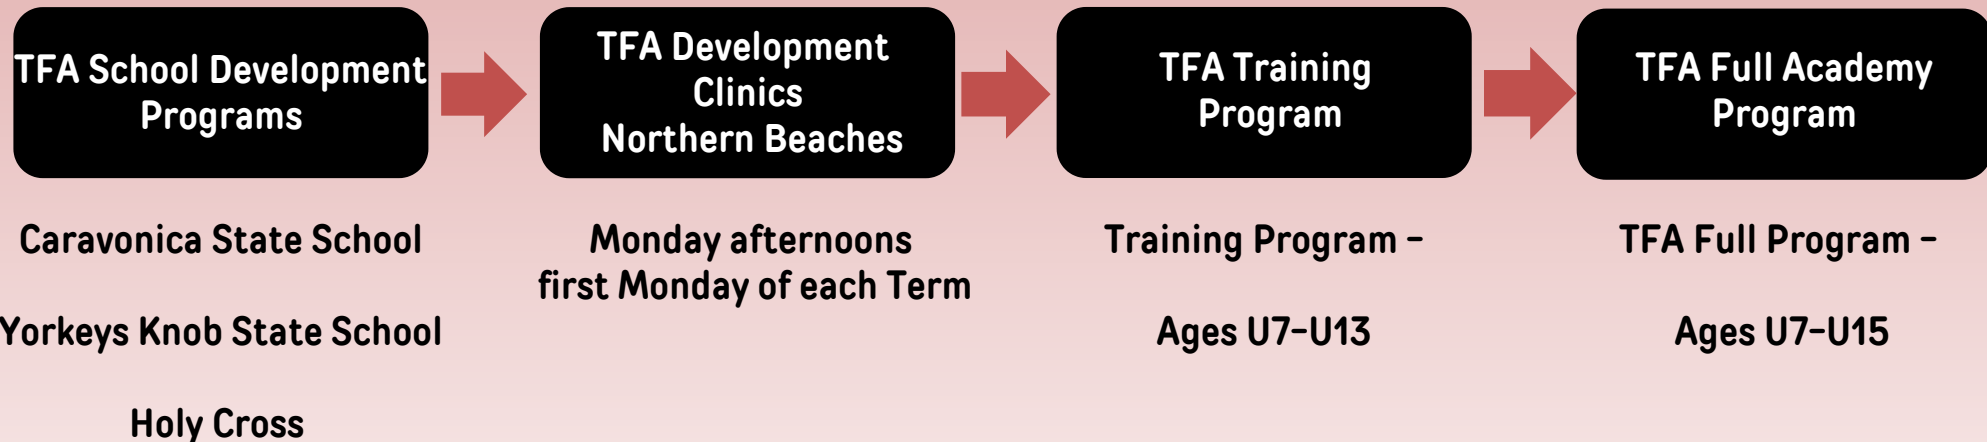 TFA School Development
Programs
TFA Development
Clinics
Northern Beaches
TFA Training
Program
TFA Full Academy
Program
Caravonica State School
Yorkeys Knob State School
Holy Cross
Monday afternoons
first Monday of each Term
Training Program –
Ages U7–U13
TFA Full Program –
Ages U7–U15